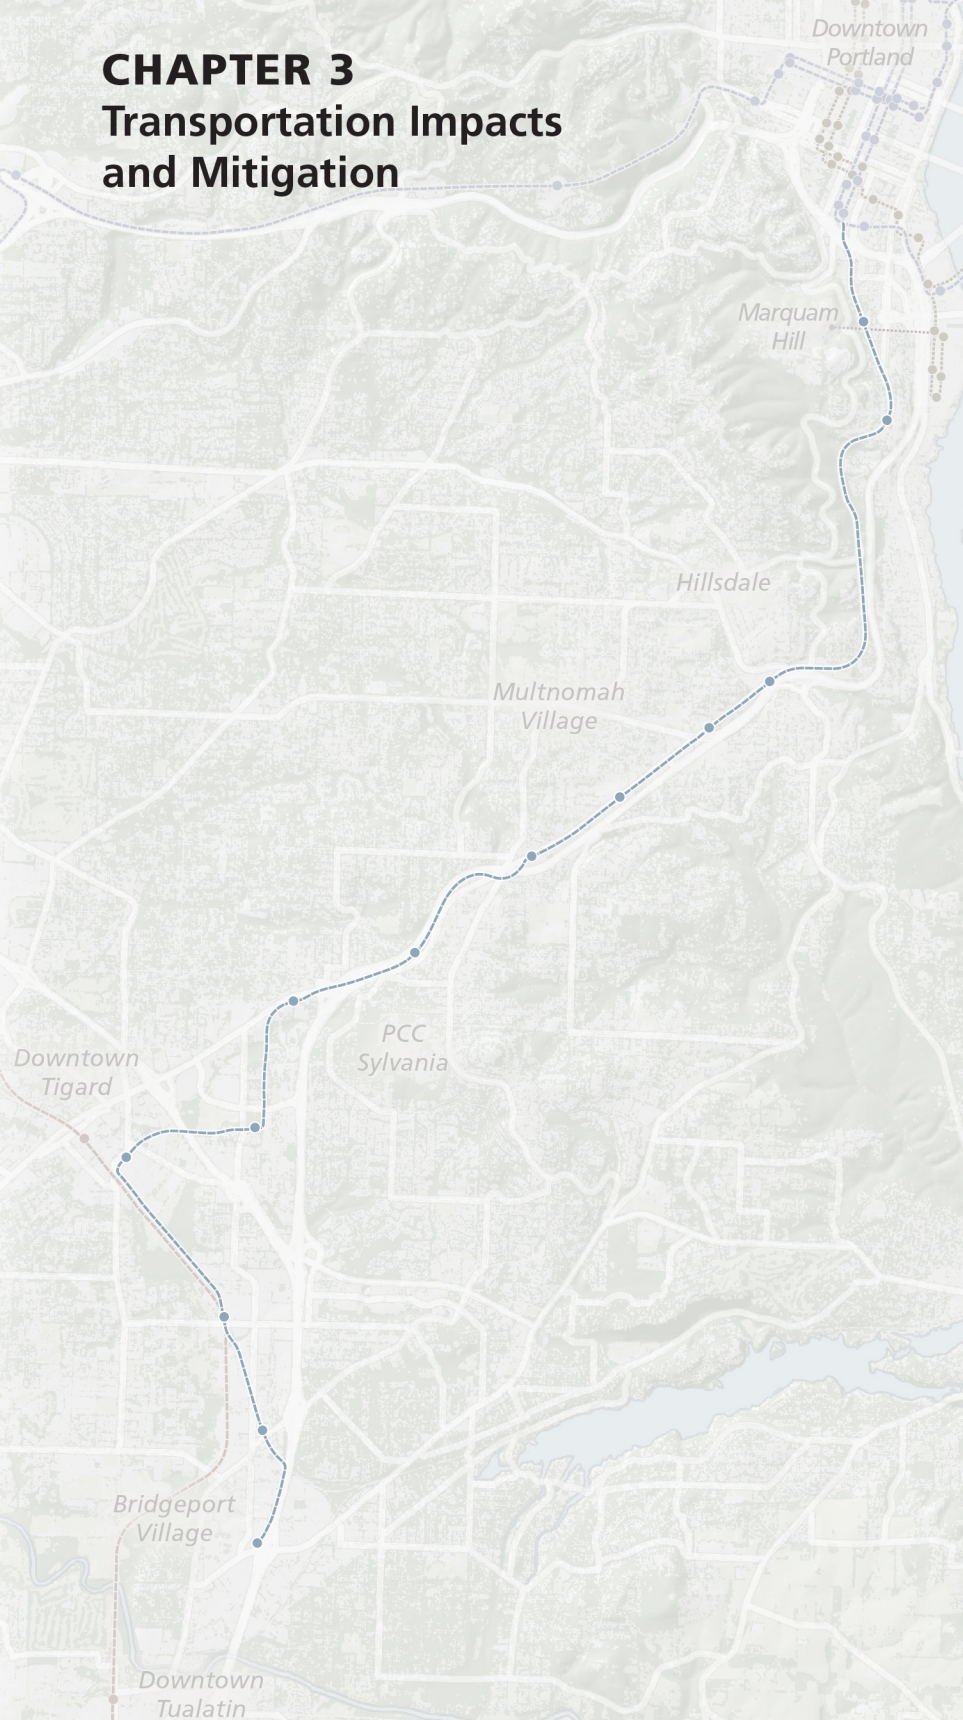 CHAPTER 3
Transportation Impacts
and Mitigation
Downtown
Portland
Marquam
Hill
Hillsdale
Multnomah
Village
PCC
Sylvania
Downtown
Tigard
Bridgeport
Village
Downtown
Tualatin